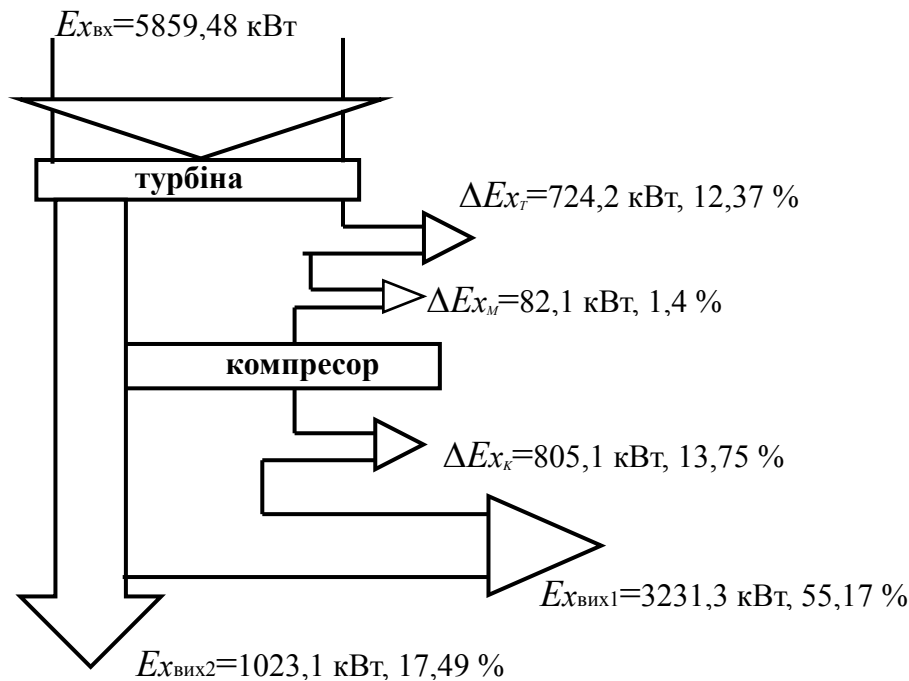 Exвх=5859,48 кВт
турбіна
ΔExТ=724,2 кВт, 12,37 %
ΔExМ=82,1 кВт, 1,4 %
компресор
ΔExК=805,1 кВт, 13,75 %
Exвих1=3231,3 кВт, 55,17 %
Exвих2=1023,1 кВт, 17,49 %